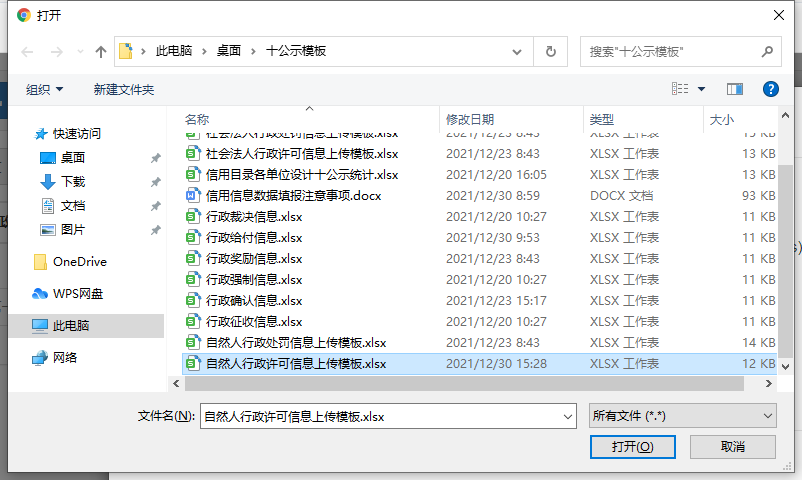 打开
此电脑 桌面 十公示模板 搜索"十公示模板"
组织 新建文件夹
名称 修改日期 类型 大小
快速访问
桌面
下载
文档
图片
OneDrive
WPS网盘
此电脑
网络
社会法人行政处罚信息上传模板.xlsx 2021/12/23 8:43 XLSX 工作表 15 KB
社会法人行政许可信息上传模板.xlsx 2021/12/23 8:43 XLSX 工作表 13 KB
信用目录各单位设计十公示统计.xlsx 2021/12/20 16:05 XLSX 工作表 13 KB
信用信息数据填报注意事项.docx 2021/12/30 8:59 DOCX 文档 93 KB
行政裁决信息.xlsx 2021/12/20 10:27 XLSX 工作表 11 KB
行政给付信息.xlsx 2021/12/30 9:53 XLSX 工作表 11 KB
行政奖励信息.xlsx 2021/12/23 8:43 XLSX 工作表 11 KB
行政强制信息.xlsx 2021/12/20 10:27 XLSX 工作表 11 KB
行政确认信息.xlsx 2021/12/23 15:17 XLSX 工作表 11 KB
行政征收信息.xlsx 2021/12/20 10:27 XLSX 工作表 11 KB
自然人行政处罚信息上传模板.xlsx 2021/12/23 8:43 XLSX 工作表 14 KB
自然人行政许可信息上传模板.xlsx 2021/12/30 15:28 XLSX 工作表 12 KB
文件名(N): 自然人行政许可信息上传模板.xlsx 所有文件 (*.*)
打开(O) 取消